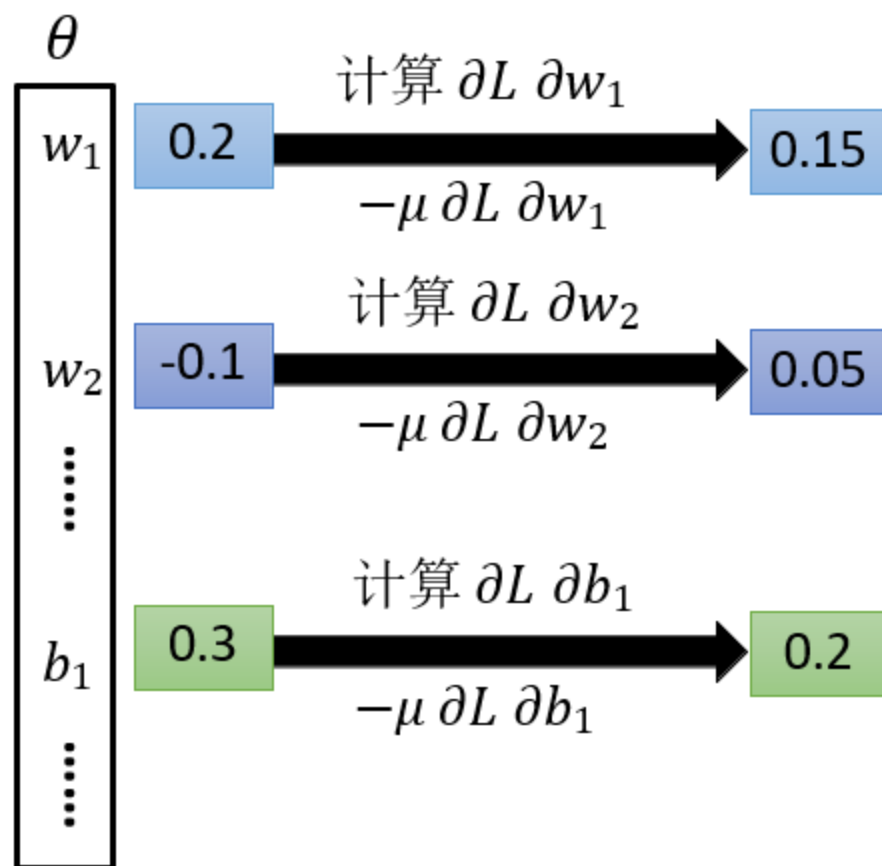 θ
计算 ∂L ∂w₁
w₁ 0.2 0.15
−μ ∂L ∂w₁
计算 ∂L ∂w₂
w₂ -0.1 0.05
−μ ∂L ∂w₂
......
计算 ∂L ∂b₁
b₁ 0.3 0.2
−μ ∂L ∂b₁
......